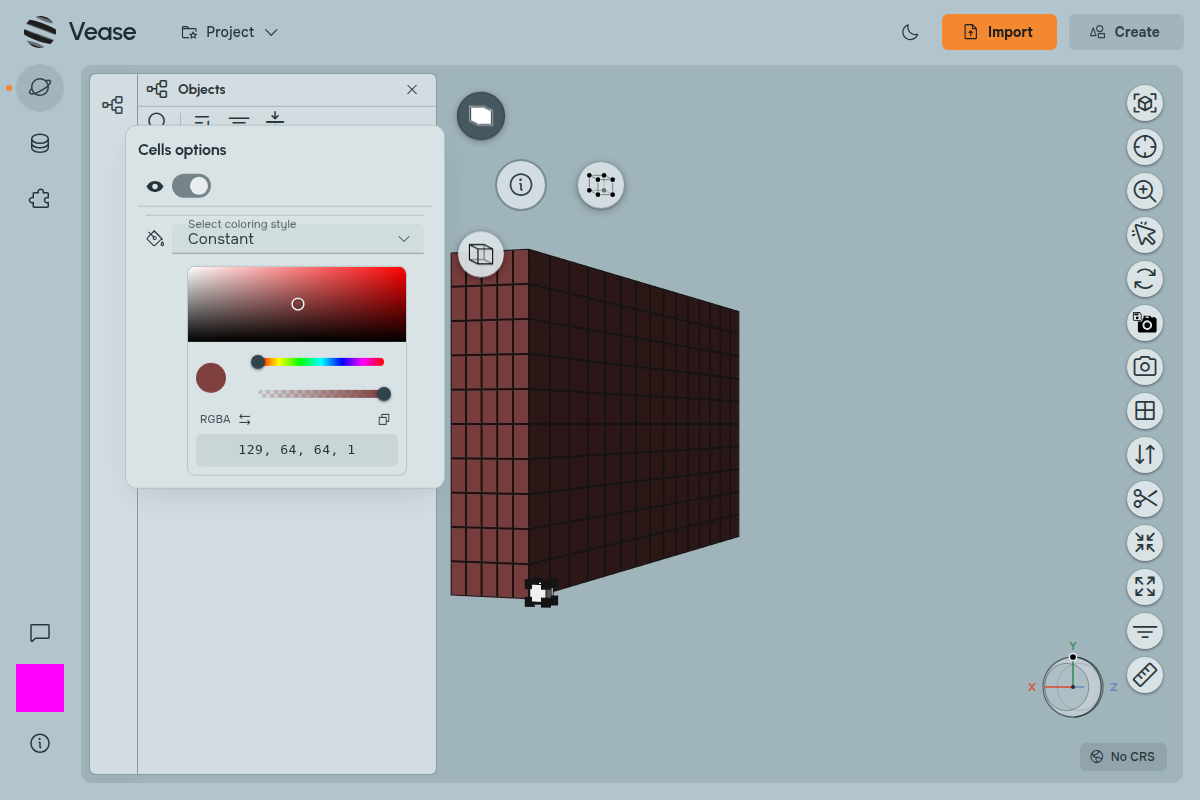 Vease
Project
Import
Create
Objects
Cells options
Select coloring style
Constant
RGBA
129, 64, 64, 1
Y
X
Z
No CRS